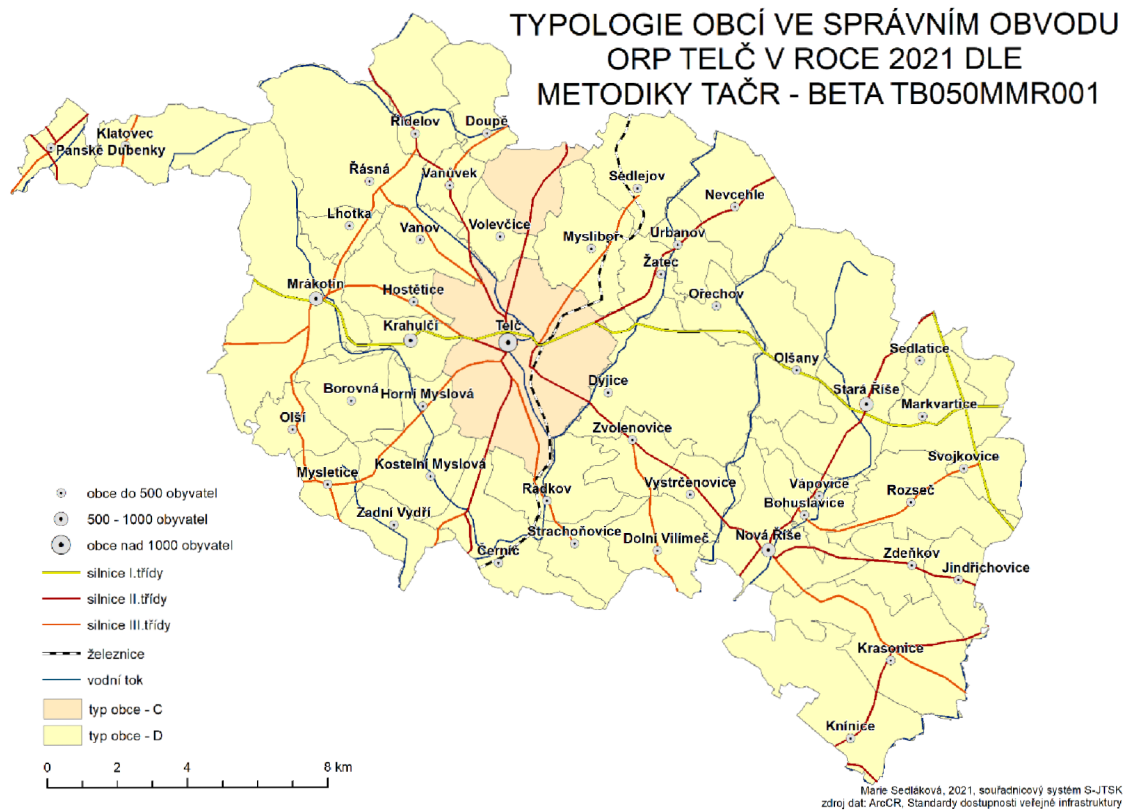 TYPOLOGIE OBCÍ VE SPRÁVNÍM OBVODU
ORP TELČ V ROCE 2021 DLE
METODIKY TAČR - BETA TB050MMR001
Klatovec
Panské Dubenky
Řídelov
Doupě
Řásná
Vanůvek
Sedlejov
Nevcehle
Lhotka
Vanov
Volevčice
Mysliboř
Urbanov
Žatec
Mrákotín
Hostětice
Ořechov
Krahulčí
Telč
Sedlatice
Olšany
Borovná
Horní Myslová
Dyjice
Stará Říše
Markvartice
Olší
Zvolenovice
Svojkovice
Mysletice
Kostelní Myslová
Vystrčenovice
Vápovice
Rozseč
Radkov
Bohuslavice
Zadní Vydří
Strachoňovice
Dolní Vilímeč
Nová Říše
Černíč
Zdeňkov
Jindřichovice
Krasonice
Knínice
obce do 500 obyvatel
500 - 1000 obyvatel
obce nad 1000 obyvatel
silnice I.třídy
silnice II.třídy
silnice III.třídy
železnice
vodní tok
typ obce - C
typ obce - D
0 2 4 8 km
Marie Sedláková, 2021, souřadnicový systém S-JTSK
zdroj dat: ArcČR, Standardy dostupnosti veřejné infrastruktury